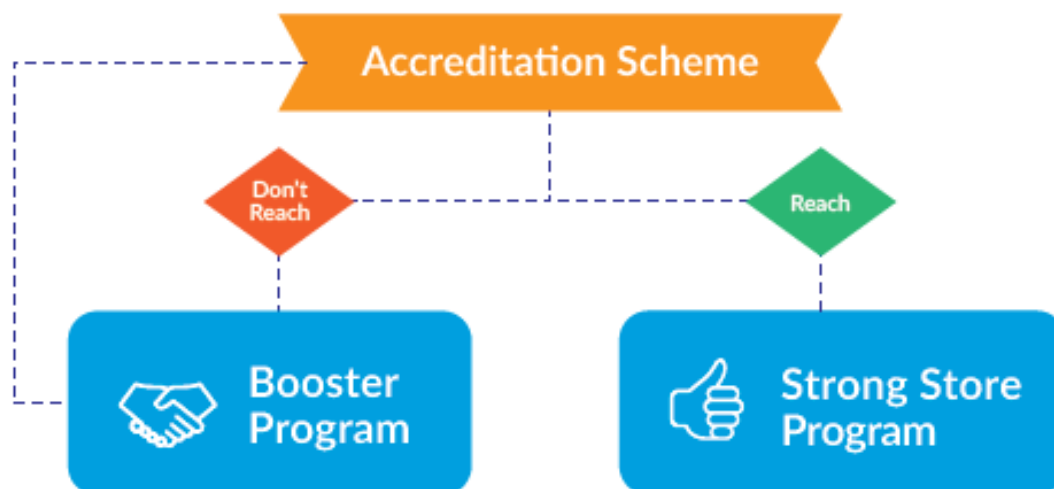 Accreditation Scheme
Don't
Reach
Reach
Booster
Program
Strong Store
Program